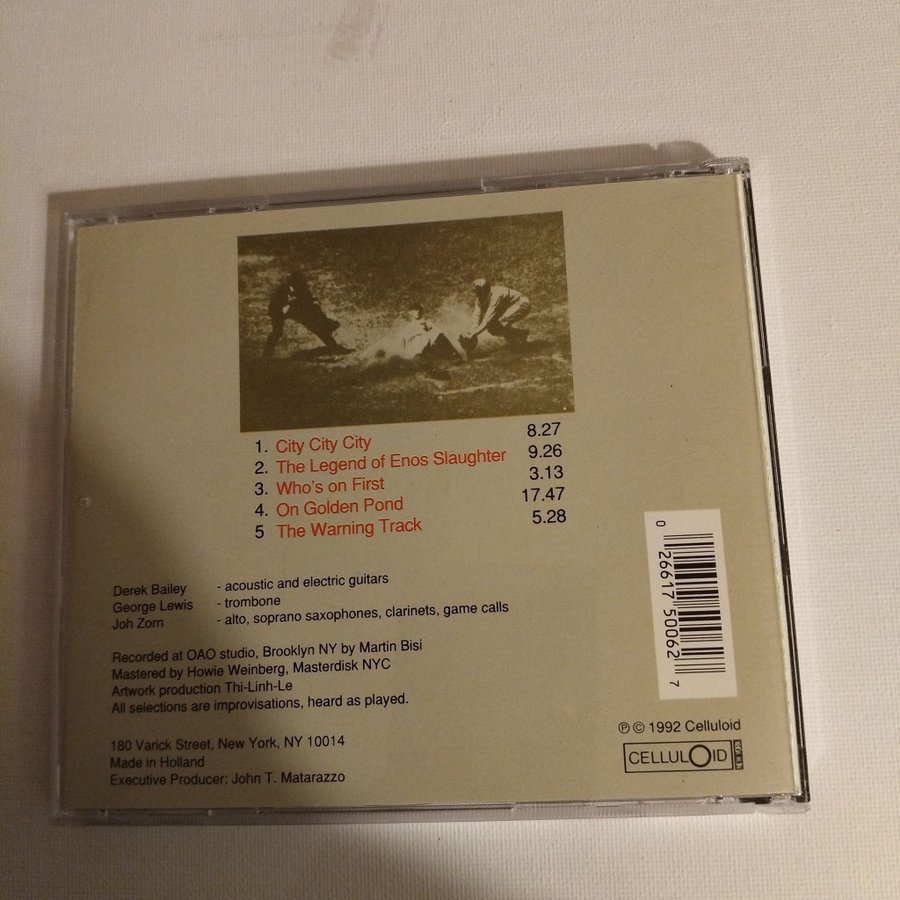 1. City City City 8.27
2. The Legend of Enos Slaughter 9.26
3. Who's on First 3.13
4. On Golden Pond 17.47
5 The Warning Track 5.28
Derek Bailey - acoustic and electric guitars
George Lewis - trombone
Joh Zorn - alto, soprano saxophones, clarinets, game calls
Recorded at OAO studio, Brooklyn NY by Martin Bisi
Mastered by Howie Weinberg, Masterdisk NYC
Artwork production Thi-Linh-Le
All selections are improvisations, heard as played.
180 Varick Street, New York, NY 10014
Made in Holland
Executive Producer: John T. Matarazzo
0 26617 50062 7
℗ © 1992 Celluloid
CELLULOID